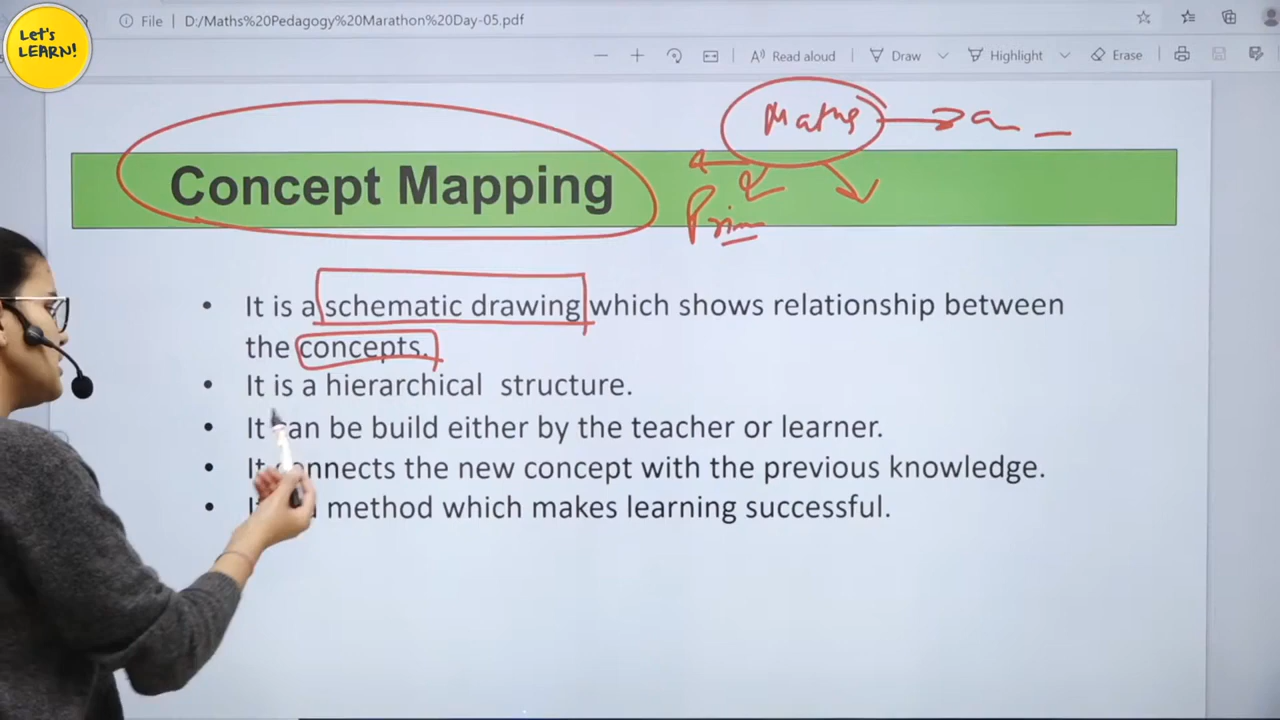 Let's
LEARN!
File | D:/Maths%20Pedagogy%20Marathon%20Day-05.pdf
Read aloud
Draw
Highlight
Erase
Maths
Concept Mapping
Prim
• It is a schematic drawing which shows relationship between
the concepts.
• It is a hierarchical structure.
• It can be build either by the teacher or learner.
• It connects the new concept with the previous knowledge.
• method which makes learning successful.